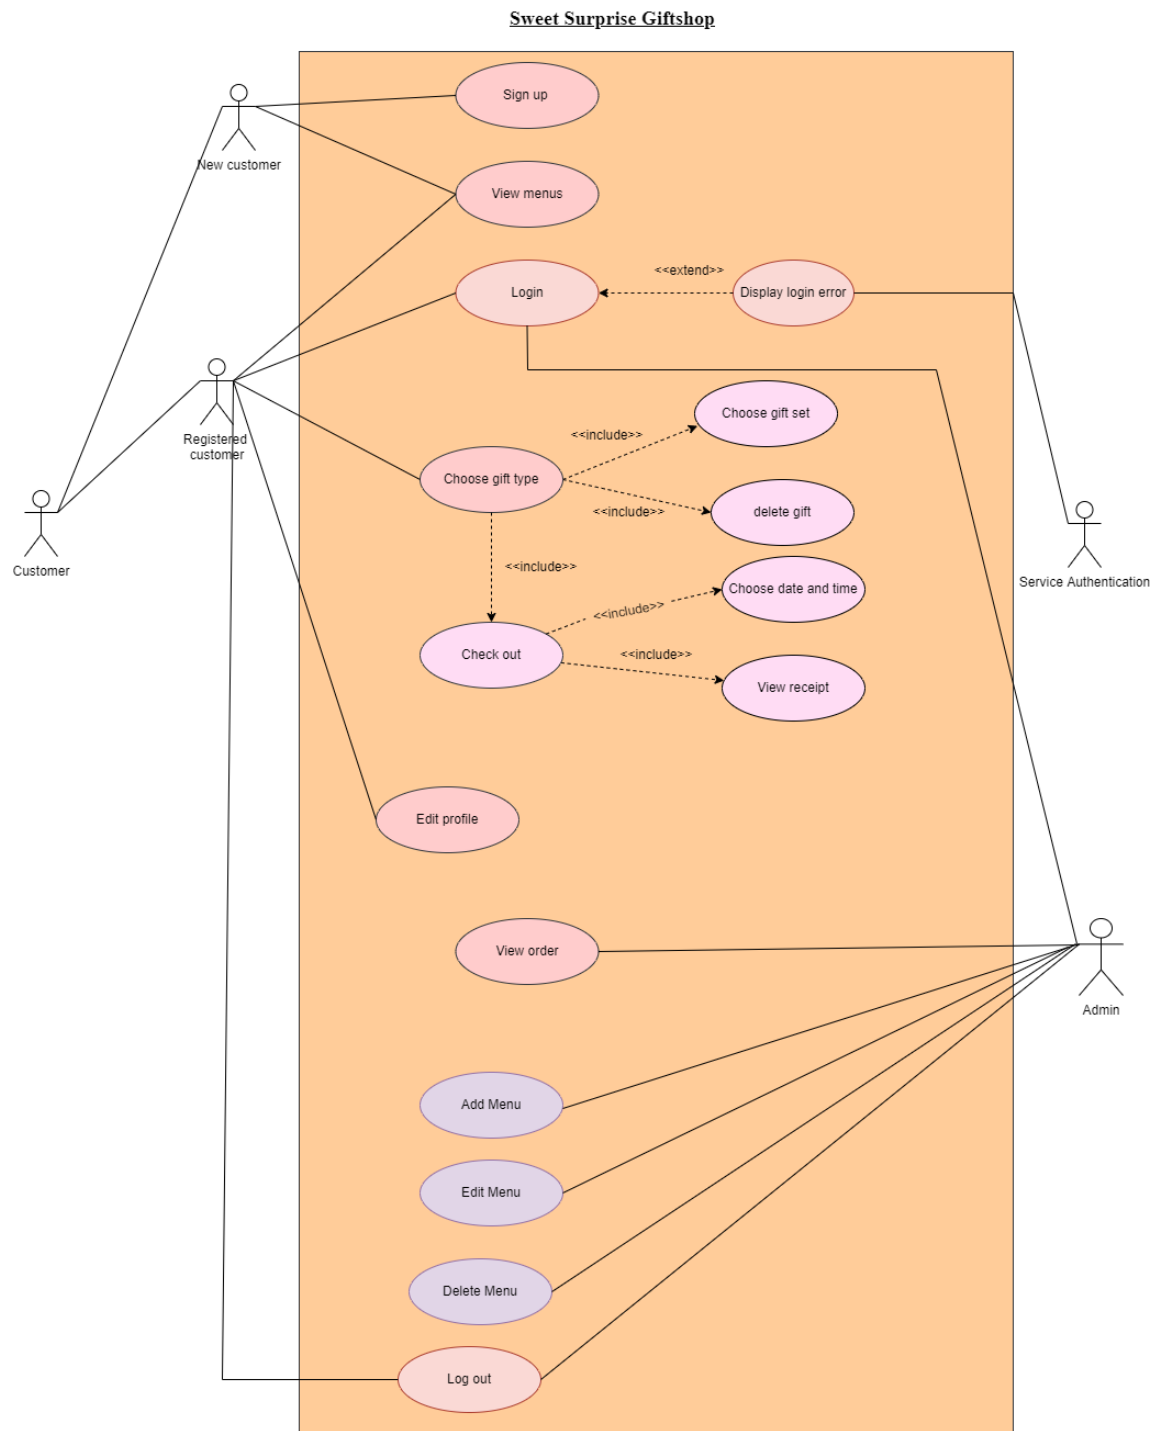 Sweet Surprise Giftshop
Sign up
New customer
View menus
<<extend>>
Login
Display login error
Choose gift set
<<include>>
Registered
customer
Choose gift type
<<include>>
delete gift
Customer
<<include>>
Service Authentication
Choose date and time
<<include>>
Check out
<<include>>
View receipt
Edit profile
View order
Admin
Add Menu
Edit Menu
Delete Menu
Log out